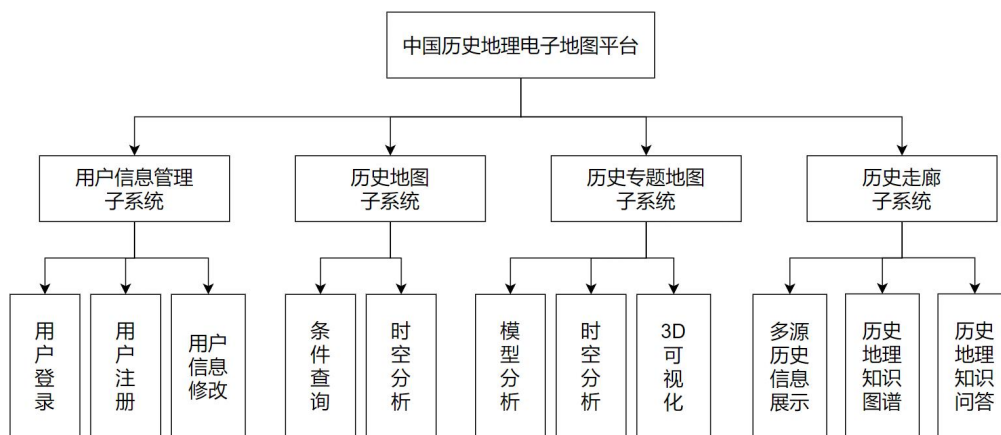 中国历史地理电子地图平台
用户信息管理
子系统
历史地图
子系统
历史专题地图
子系统
历史走廊
子系统
用户登录
用户注册
用户
信息
修改
条件查询
时空分析
模型分析
时空分析
3D可视化
多源
历史
信息
展示
历史
地理
知识
图谱
历史
地理
知识
问答